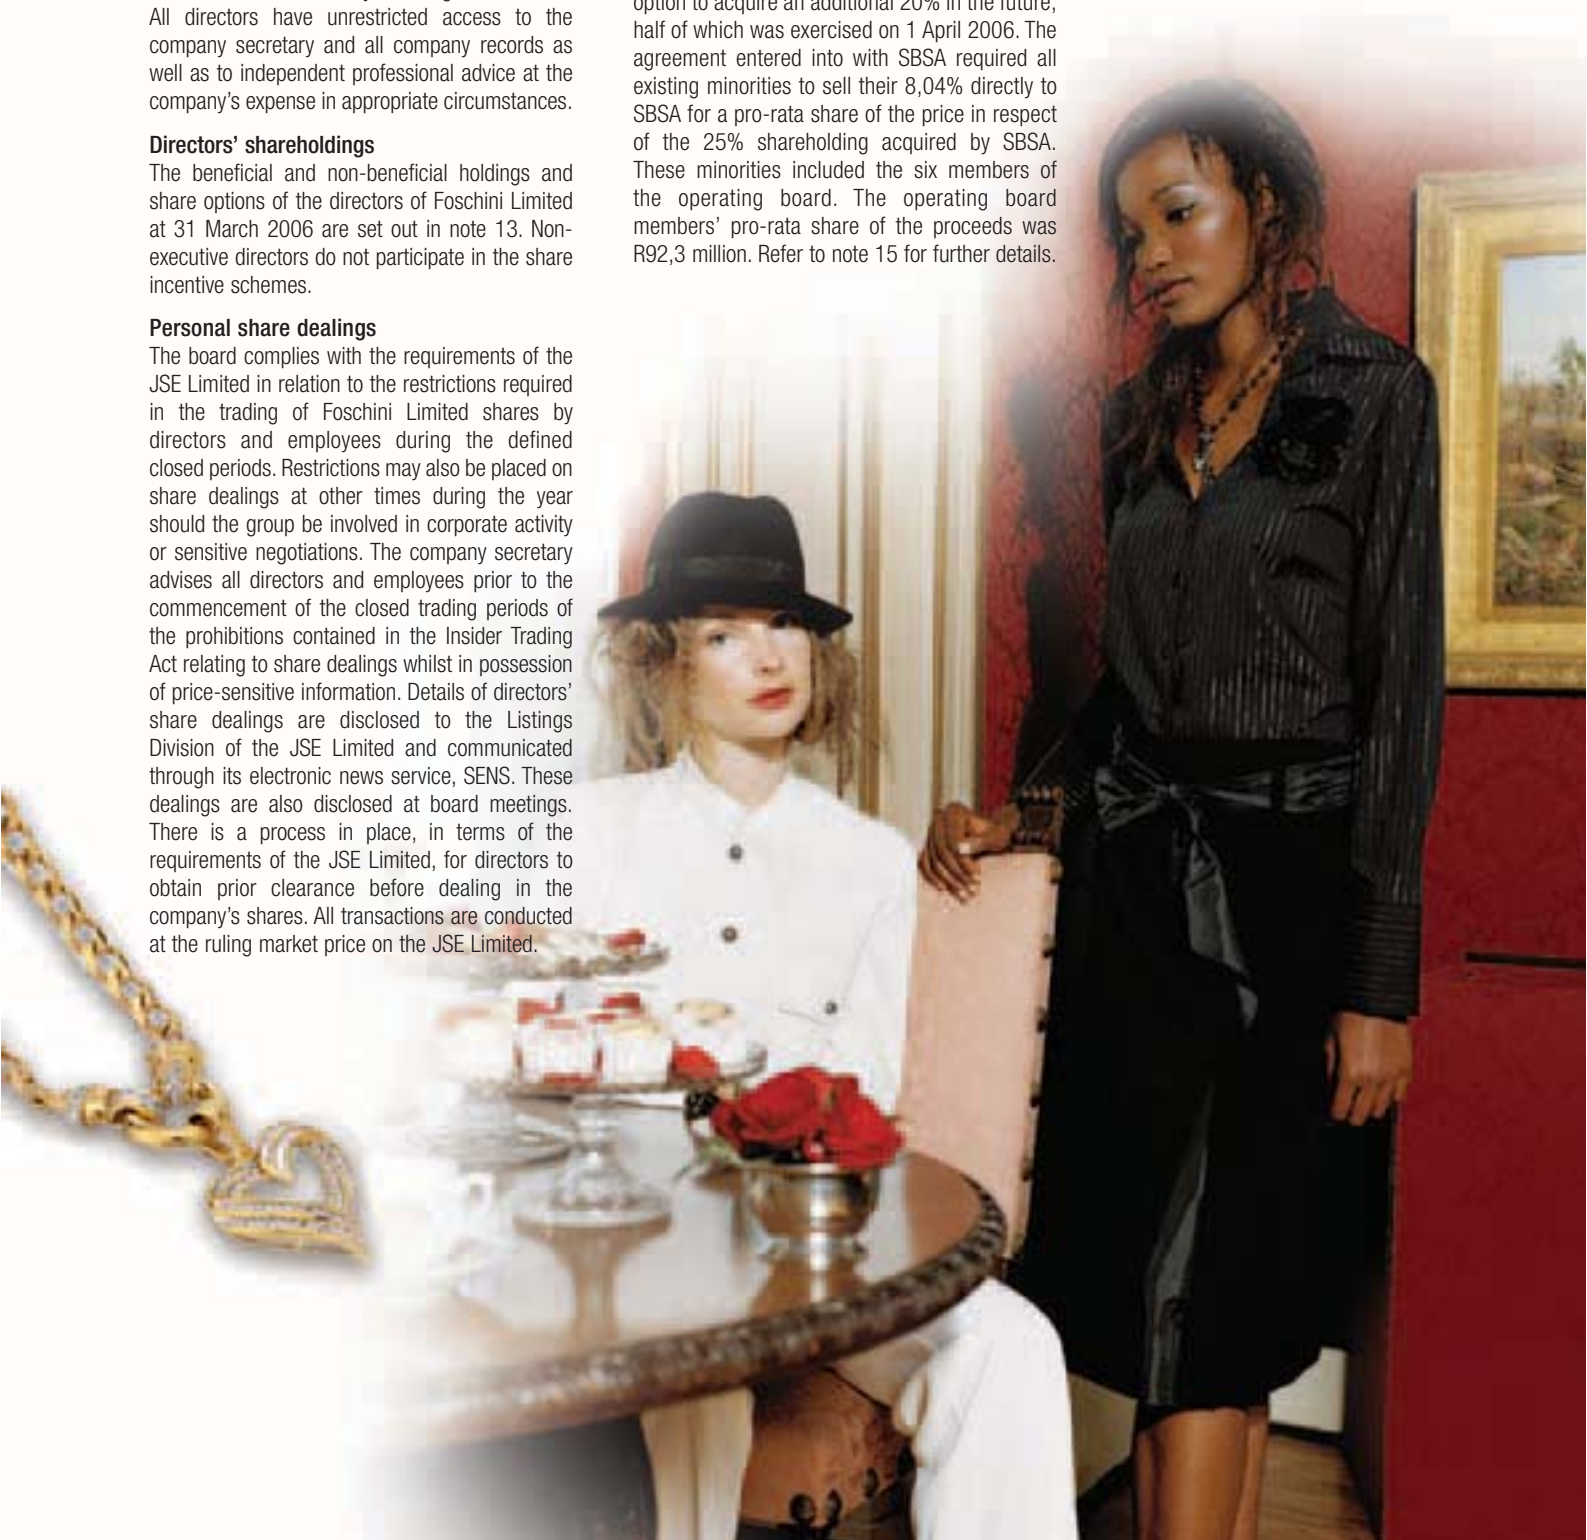 All directors have unrestricted access to the
company secretary and all company records as
well as to independent professional advice at the
company's expense in appropriate circumstances.
Directors' shareholdings
The beneficial and non-beneficial holdings and
share options of the directors of Foschini Limited
at 31 March 2006 are set out in note 13. Non-
executive directors do not participate in the share
incentive schemes.
Personal share dealings
The board complies with the requirements of the
JSE Limited in relation to the restrictions required
in the trading of Foschini Limited shares by
directors and employees during the defined
closed periods. Restrictions may also be placed on
share dealings at other times during the year
should the group be involved in corporate activity
or sensitive negotiations. The company secretary
advises all directors and employees prior to the
commencement of the closed trading periods of
the prohibitions contained in the Insider Trading
Act relating to share dealings whilst in possession
of price-sensitive information. Details of directors'
share dealings are disclosed to the Listings
Division of the JSE Limited and communicated
through its electronic news service, SENS. These
dealings are also disclosed at board meetings.
There is a process in place, in terms of the
requirements of the JSE Limited, for directors to
obtain prior clearance before dealing in the
company's shares. All transactions are conducted
at the ruling market price on the JSE Limited.
option to acquire an additional 20% in the future,
half of which was exercised on 1 April 2006. The
agreement entered into with SBSA required all
existing minorities to sell their 8,04% directly to
SBSA for a pro-rata share of the price in respect
of the 25% shareholding acquired by SBSA.
These minorities included the six members of
the operating board. The operating board
members' pro-rata share of the proceeds was
R92,3 million. Refer to note 15 for further details.